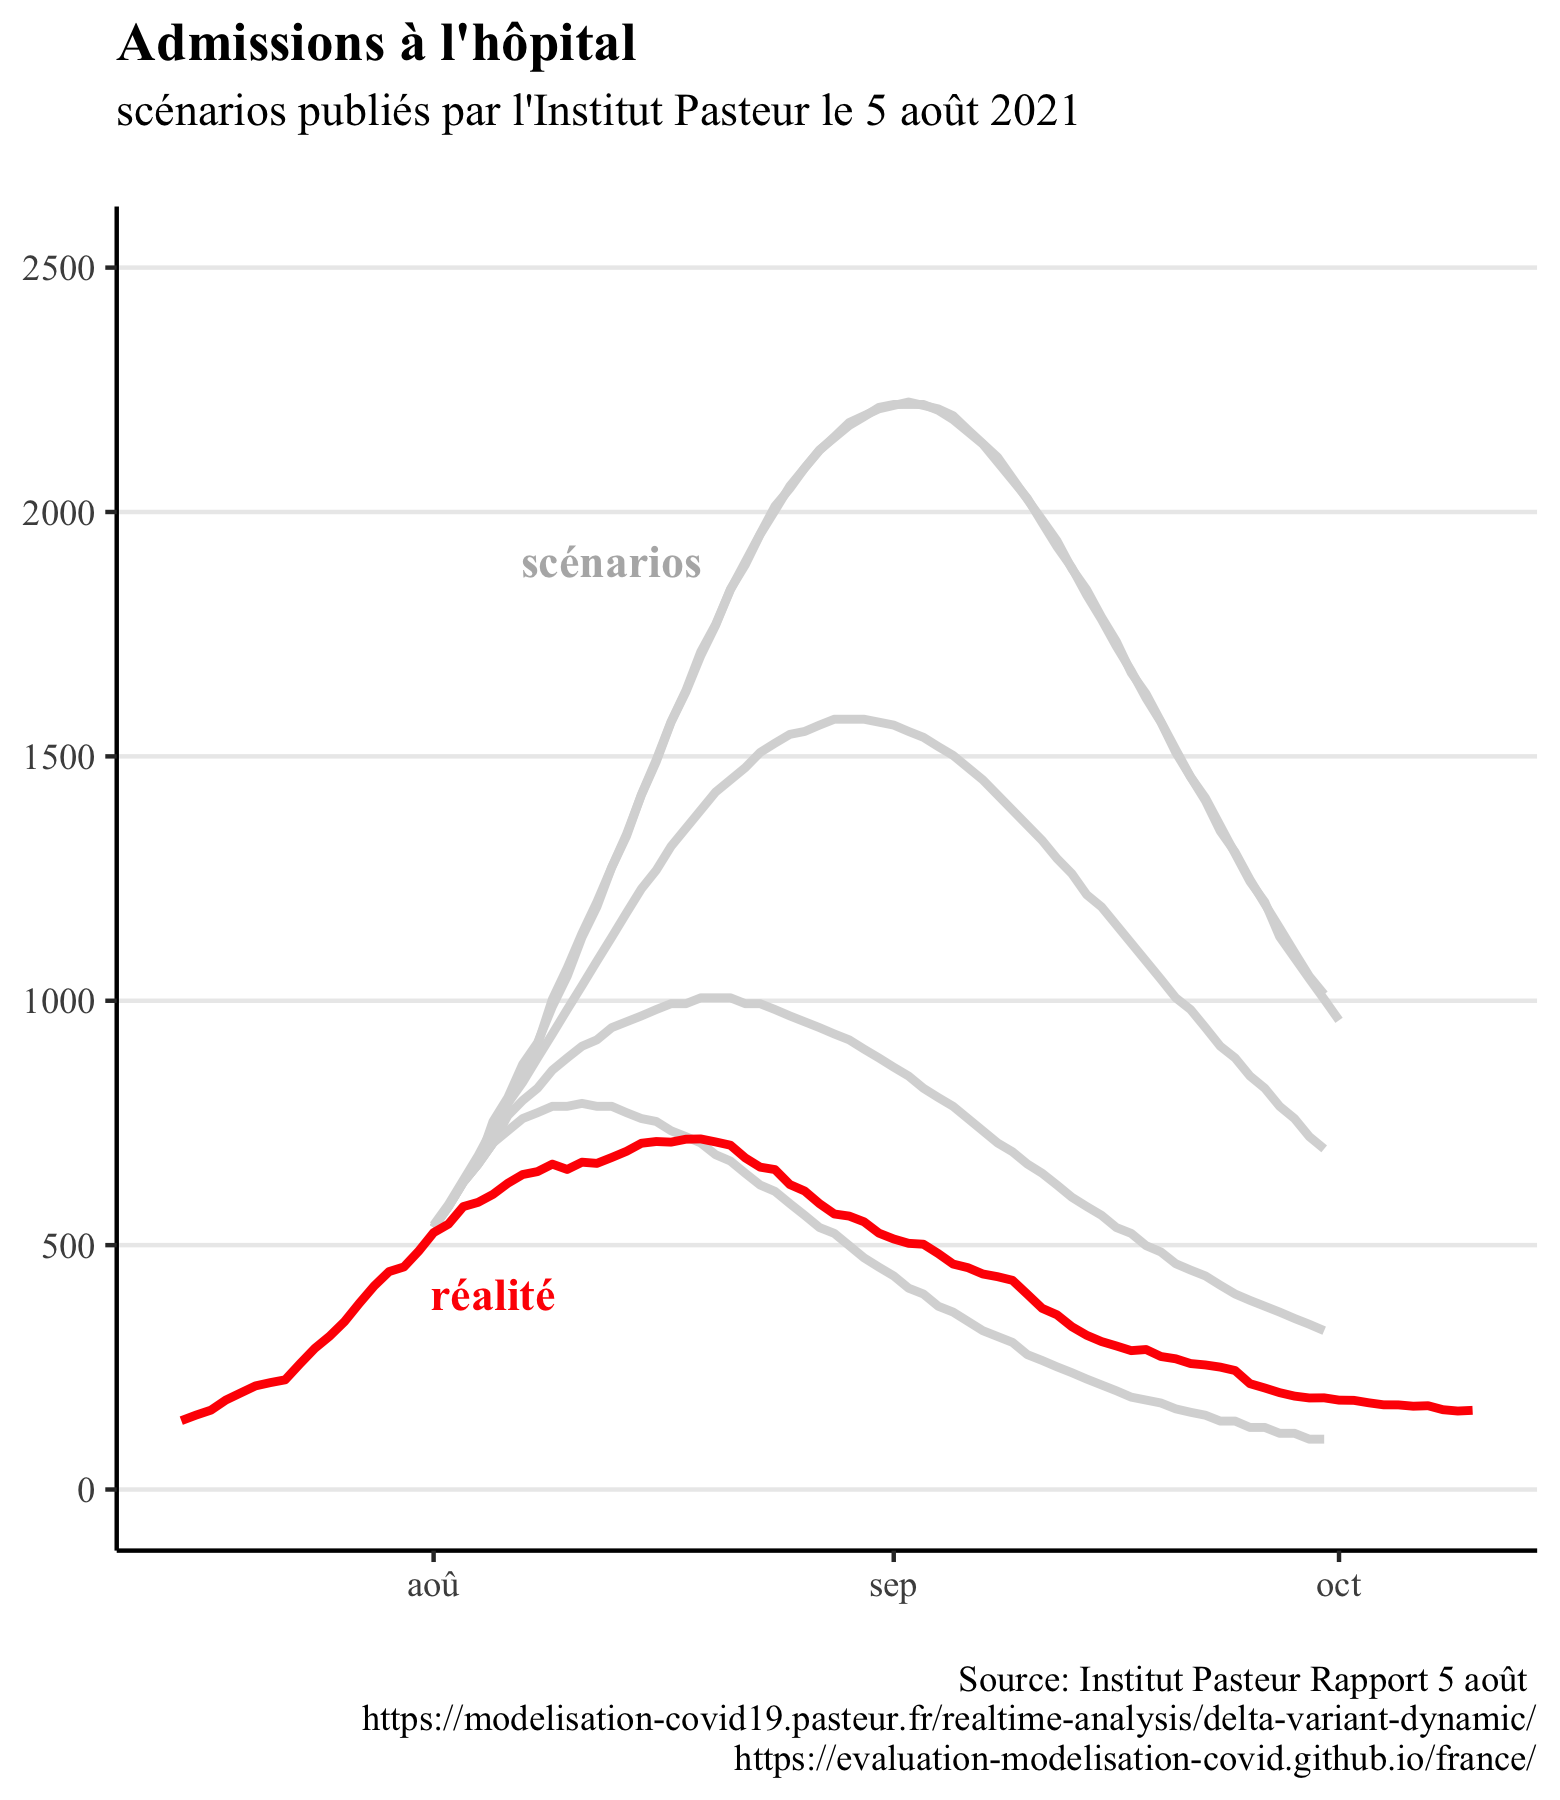 Admissions à l'hôpital
scénarios publiés par l'Institut Pasteur le 5 août 2021
2500
2000
scénarios
1500
1000
500
réalité
0
aoû sep oct
Source: Institut Pasteur Rapport 5 août
https://modelisation-covid19.pasteur.fr/realtime-analysis/delta-variant-dynamic/
https://evaluation-modelisation-covid.github.io/france/